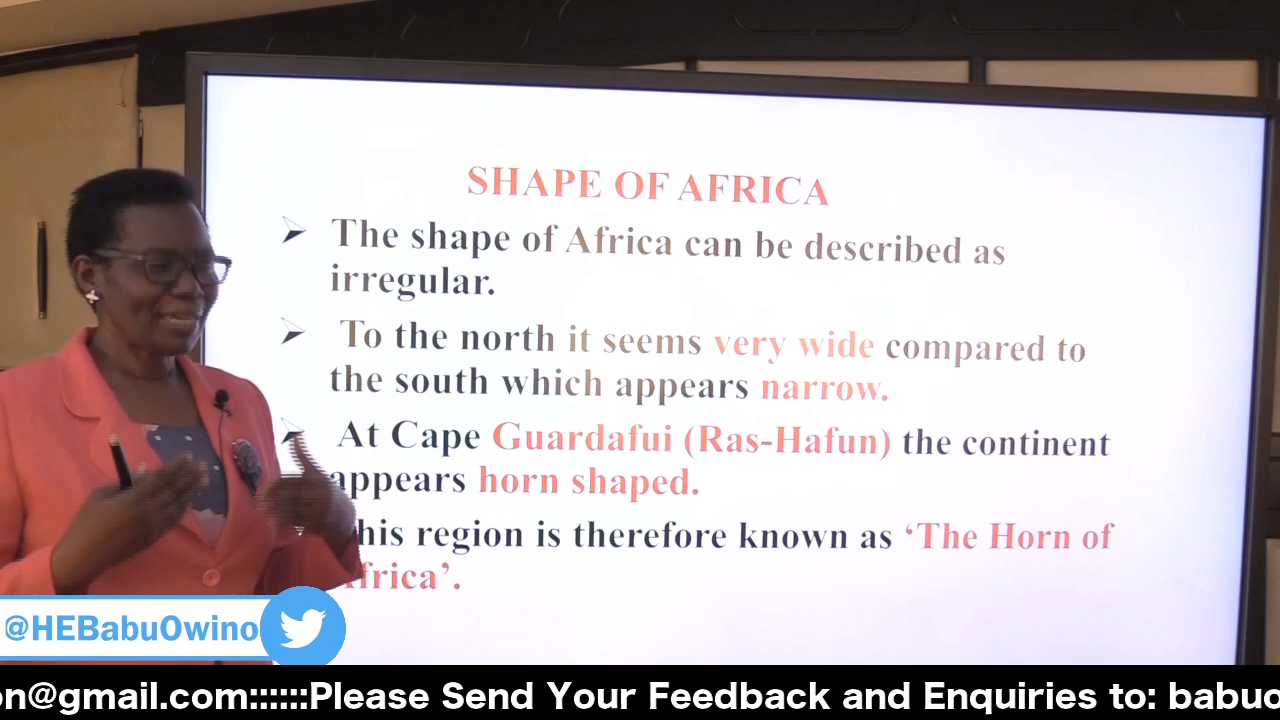 SHAPE OF AFRICA
The shape of Africa can be described as
irregular.
To the north it seems very wide compared to
the south which appears narrow.
At Cape Guardafui (Ras-Hafun) the continent
appears horn shaped.
This region is therefore known as ‘The Horn of
Africa’.
@HEBabuOwino
on@gmail.com::::::Please Send Your Feedback and Enquiries to: babuo